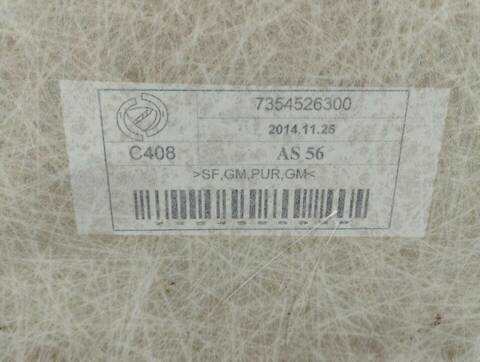 7354526300
2014.11.25
C408 AS 56
>SF,GM,PUR,GM<